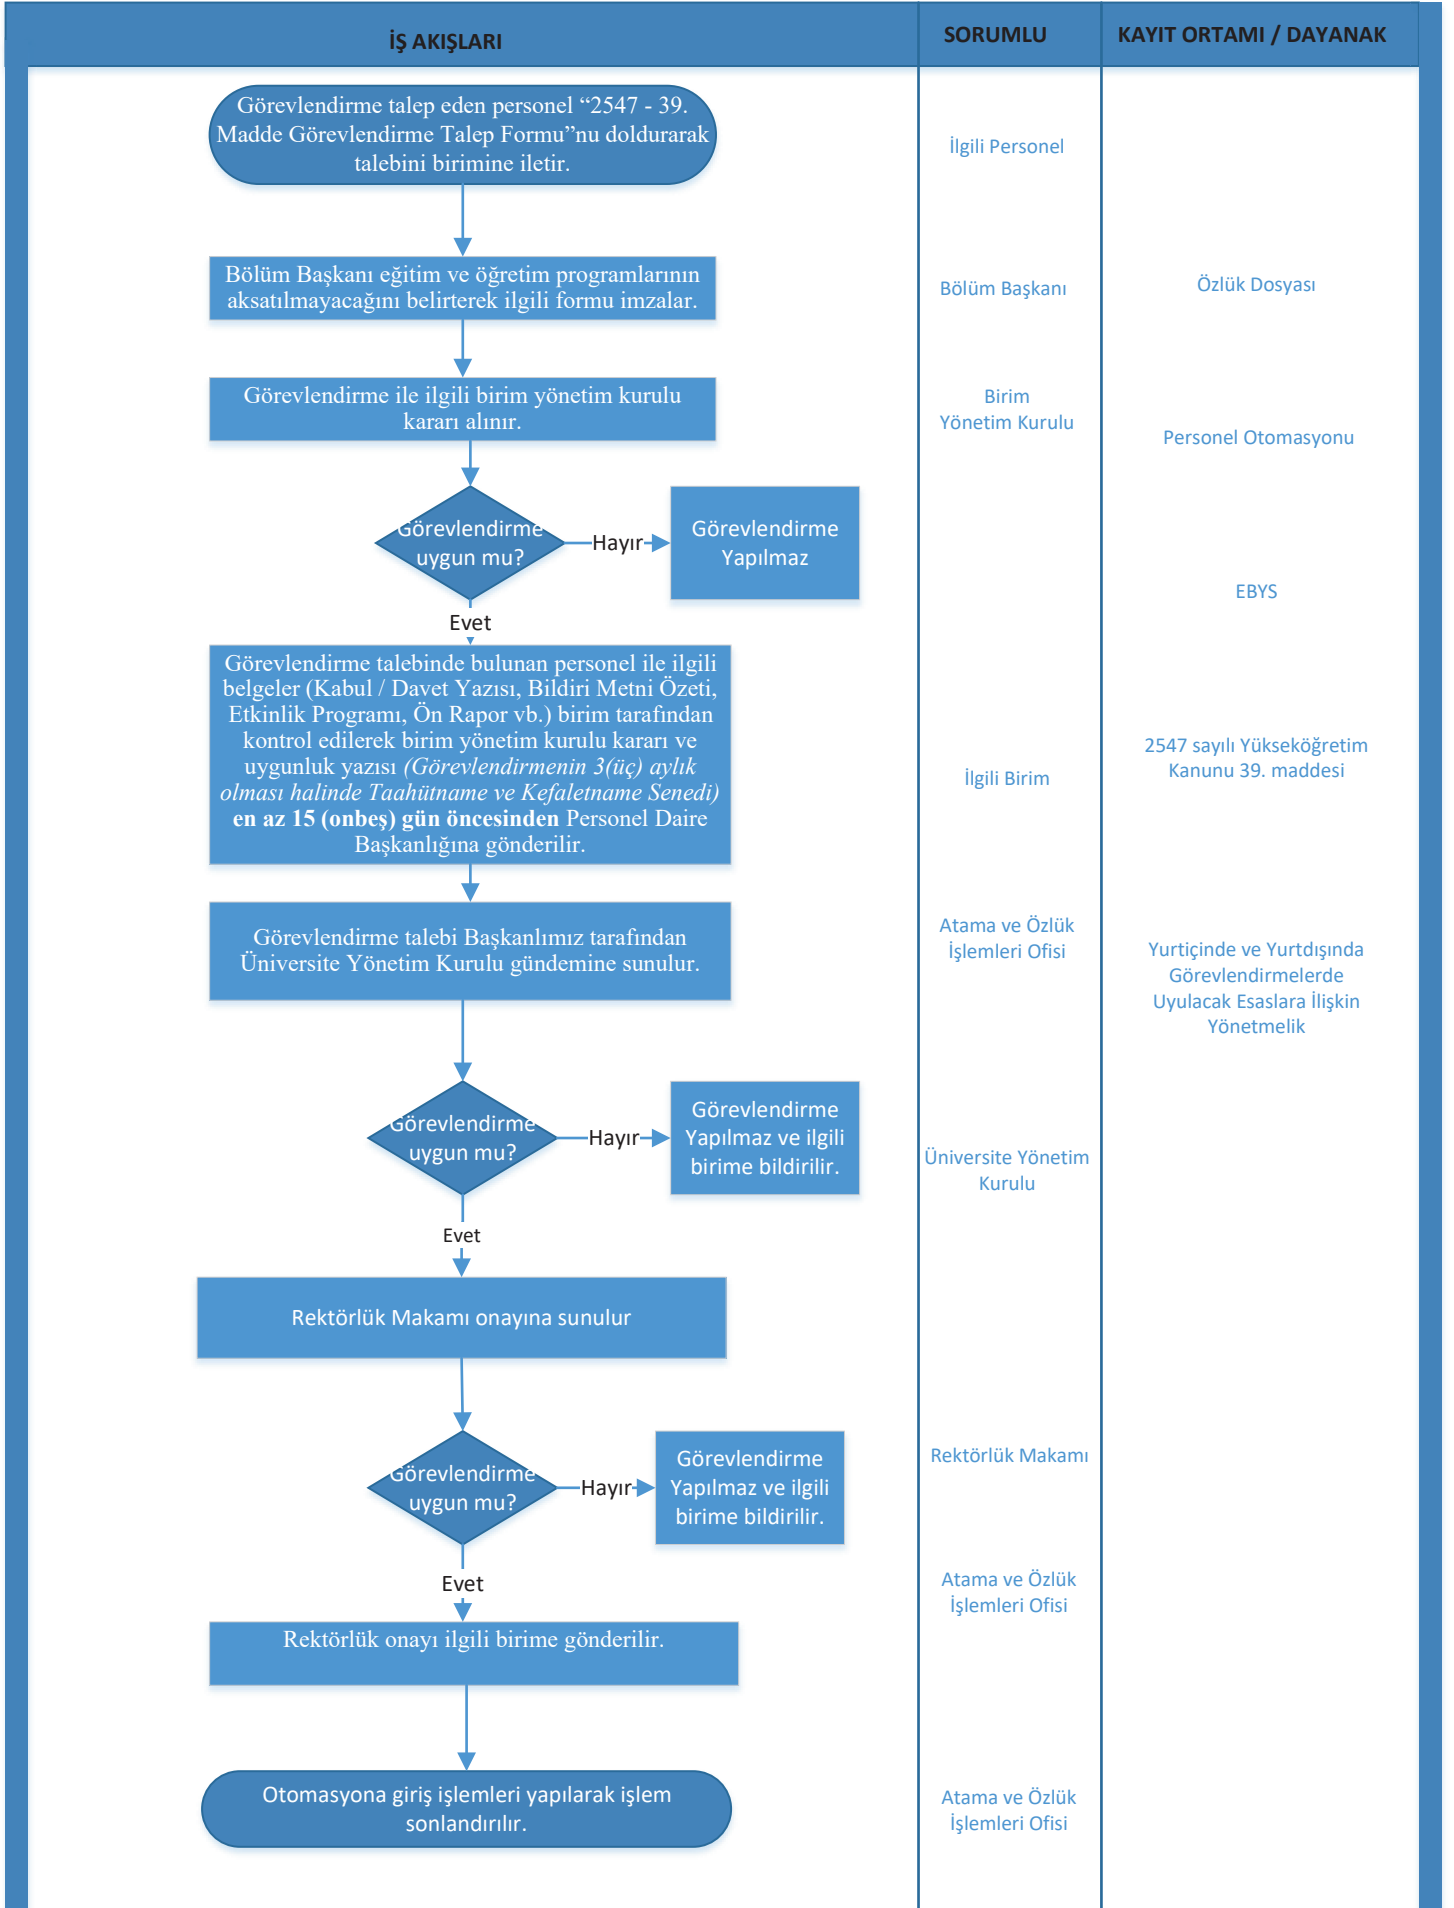 İŞ AKIŞLARI
SORUMLU
KAYIT ORTAMI / DAYANAK
Görevlendirme talep eden personel “2547 - 39.
Madde Görevlendirme Talep Formu”nu doldurarak
talebini birimine iletir.
İlgili Personel
Bölüm Başkanı eğitim ve öğretim programlarının
aksatılmayacağını belirterek ilgili formu imzalar.
Bölüm Başkanı
Özlük Dosyası
Görevlendirme ile ilgili birim yönetim kurulu
kararı alınır.
Birim
Yönetim Kurulu
Personel Otomasyonu
Görevlendirme
uygun mu?
Hayır
Görevlendirme
Yapılmaz
EBYS
Evet
Görevlendirme talebinde bulunan personel ile ilgili
belgeler (Kabul / Davet Yazısı, Bildiri Metni Özeti,
Etkinlik Programı, Ön Rapor vb.) birim tarafından
kontrol edilerek birim yönetim kurulu kararı ve
uygunluk yazısı (Görevlendirmenin 3(üç) aylık
olması halinde Taahütname ve Kefaletname Senedi)
en az 15 (onbeş) gün öncesinden Personel Daire
Başkanlığına gönderilir.
İlgili Birim
2547 sayılı Yükseköğretim
Kanunu 39. maddesi
Görevlendirme talebi Başkanlımız tarafından
Üniversite Yönetim Kurulu gündemine sunulur.
Atama ve Özlük
İşlemleri Ofisi
Yurtiçinde ve Yurtdışında
Görevlendirmelerde
Uyulacak Esaslara İlişkin
Yönetmelik
Görevlendirme
uygun mu?
Hayır
Görevlendirme
Yapılmaz ve ilgili
birime bildirilir.
Üniversite Yönetim
Kurulu
Evet
Rektörlük Makamı onayına sunulur
Görevlendirme
uygun mu?
Hayır
Görevlendirme
Yapılmaz ve ilgili
birime bildirilir.
Rektörlük Makamı
Evet
Atama ve Özlük
İşlemleri Ofisi
Rektörlük onayı ilgili birime gönderilir.
Otomasyona giriş işlemleri yapılarak işlem
sonlandırılır.
Atama ve Özlük
İşlemleri Ofisi